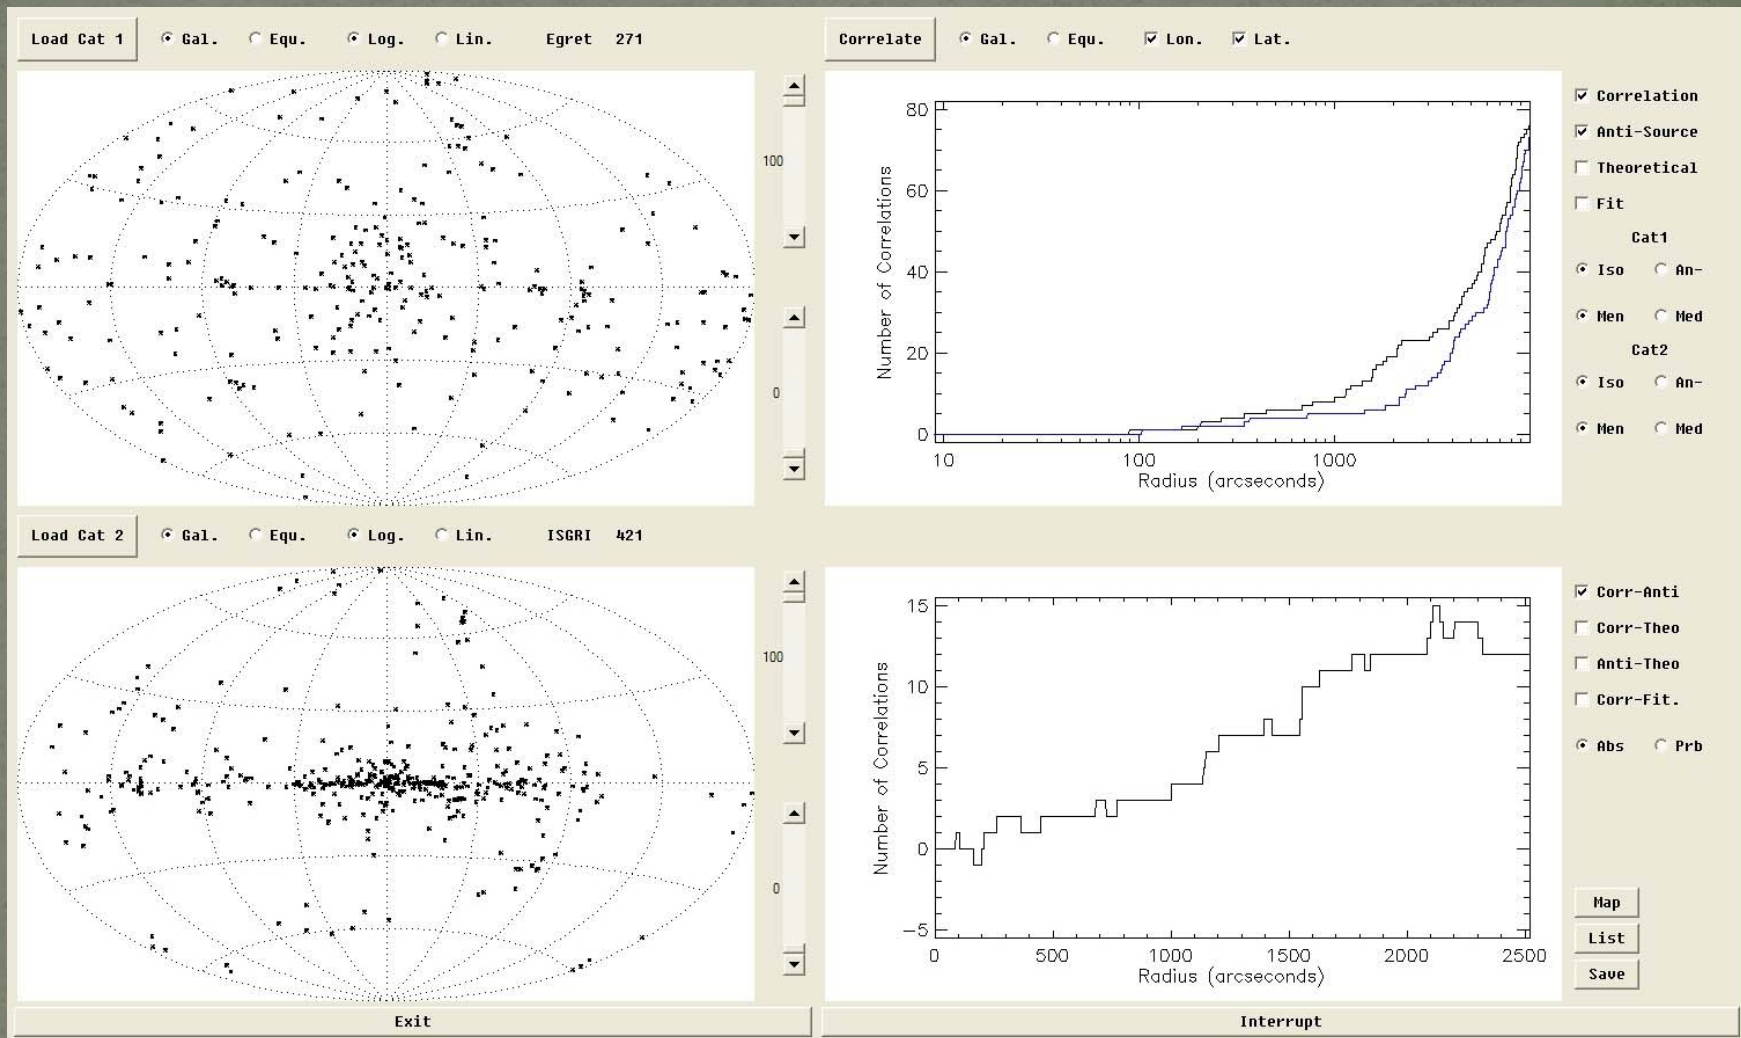 Load Cat 1 Gal. Equ. Log. Lin. Egret 271
100
0
Correlate Gal. Equ. Lon. Lat.
80
60
40
20
0
Number of Correlations
10 100 1000
Radius (arcseconds)
Correlation
Anti-Source
Theoretical
Fit
Cat1
Iso An-
Men Med
Cat2
Iso An-
Men Med
Load Cat 2 Gal. Equ. Log. Lin. ISGRI 421
100
0
15
10
5
0
-5
Number of Correlations
0 500 1000 1500 2000 2500
Radius (arcseconds)
Corr-Anti
Corr-Theo
Anti-Theo
Corr-Fit.
Abs Prb
Map
List
Save
Exit
Interrupt